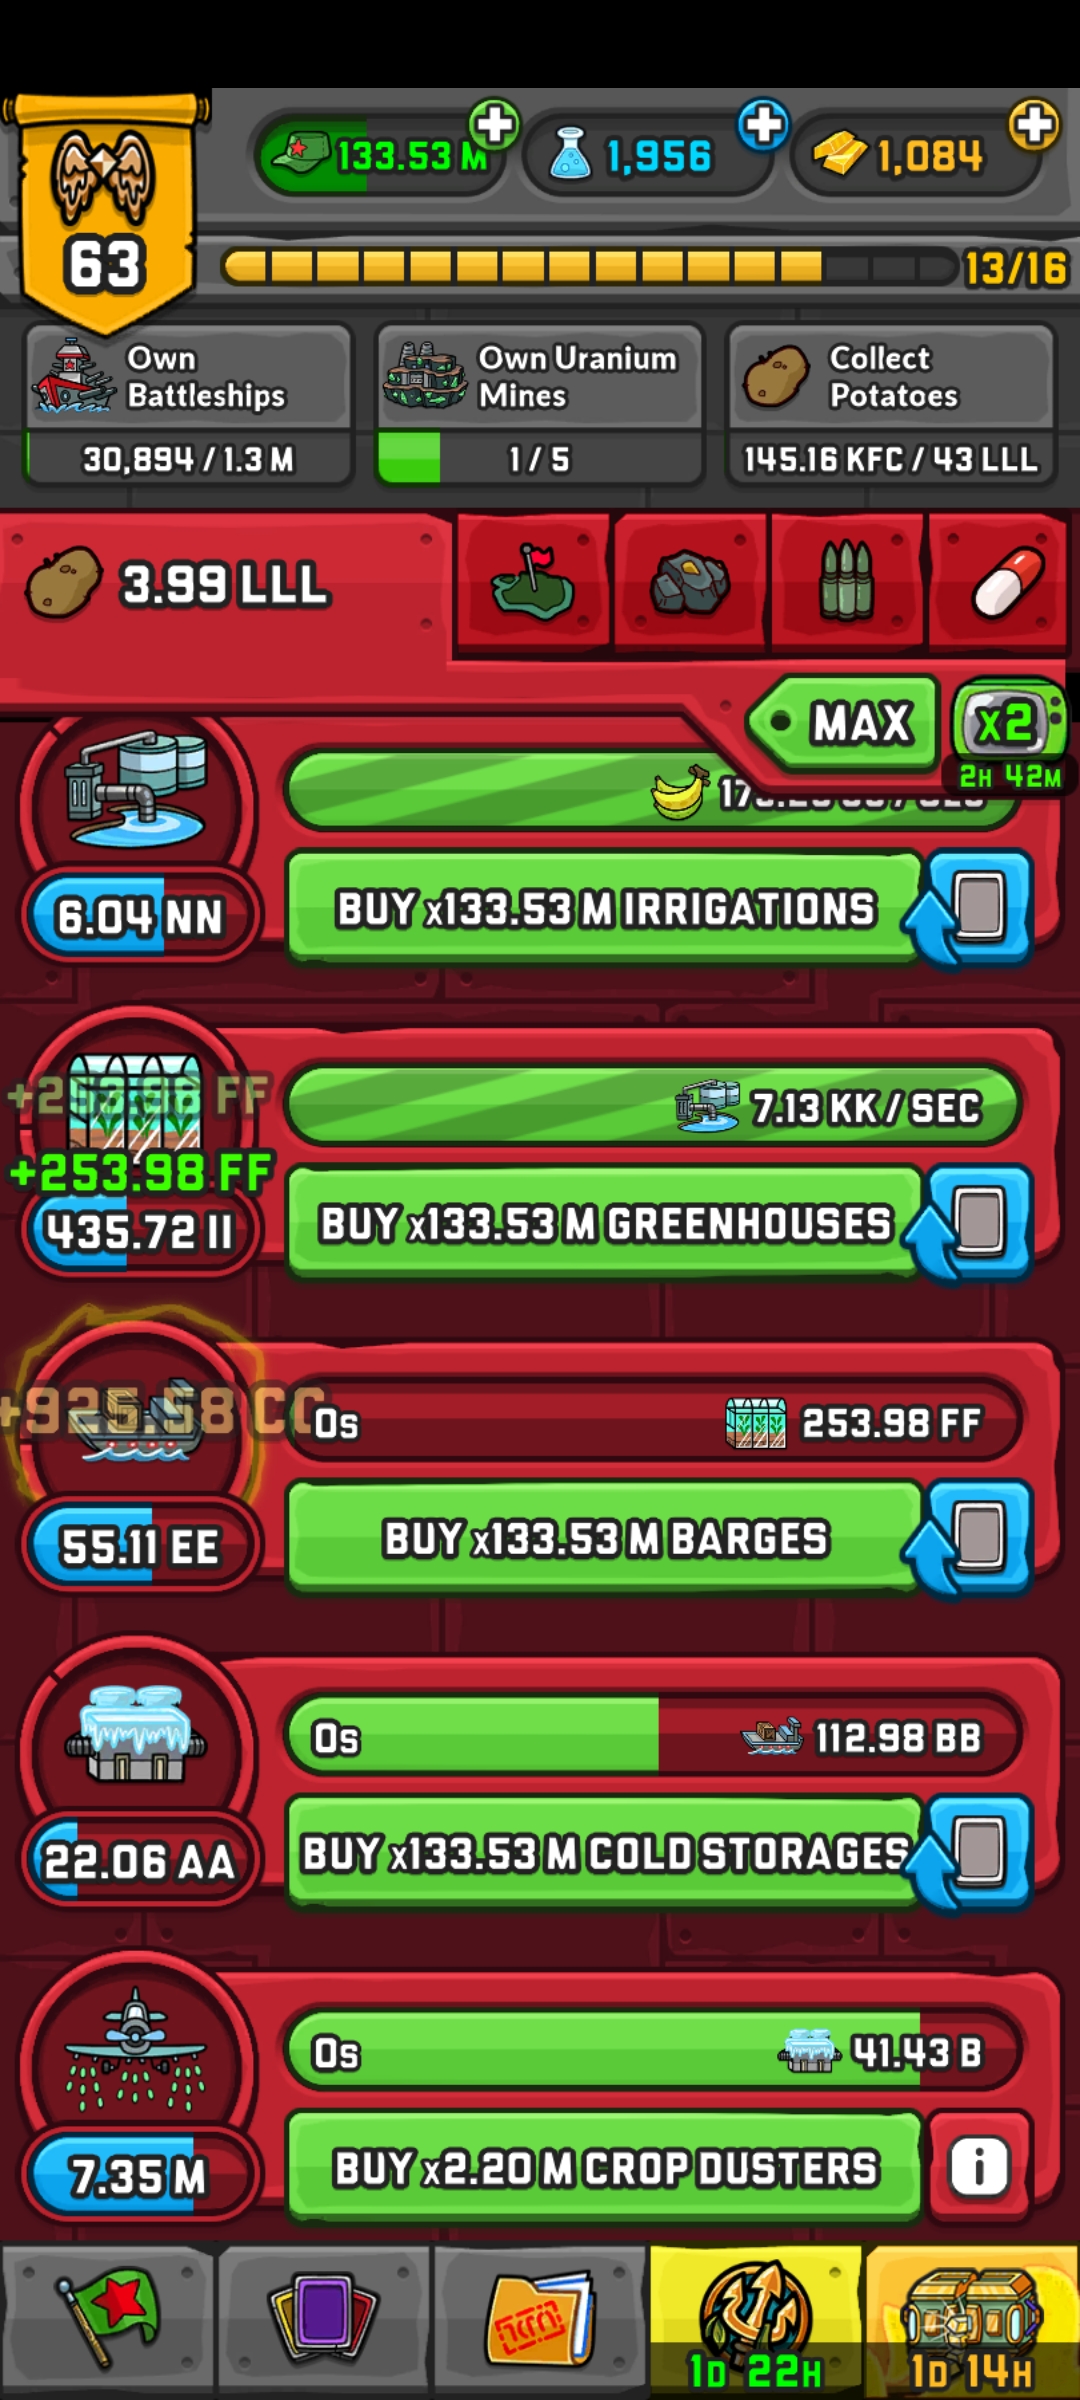 133.53 M
1,956
1,084
63
13/16
Own
Battleships
30,894 / 1.3 M
Own Uranium
Mines
1 / 5
Collect
Potatoes
145.16 KFC / 43 LLL
3.99 LLL
MAX
x2
2H 42M
6.04 NN
BUY x133.53 M IRRIGATIONS
+253.98 FF
+253.98 FF
7.13 KK / SEC
435.72 II
BUY x133.53 M GREENHOUSES
+925.58 CC
0s
253.98 FF
55.11 EE
BUY x133.53 M BARGES
0s
112.98 BB
22.06 AA
BUY x133.53 M COLD STORAGES
0s
41.43 B
7.35 M
BUY x2.20 M CROP DUSTERS
i
1D 22H
1D 14H